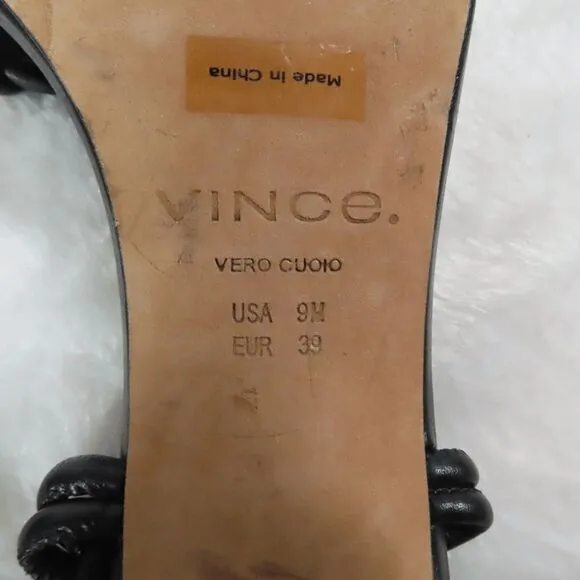 Made in China
VINCe.
VERO CUOIO
USA 9M
EUR 39